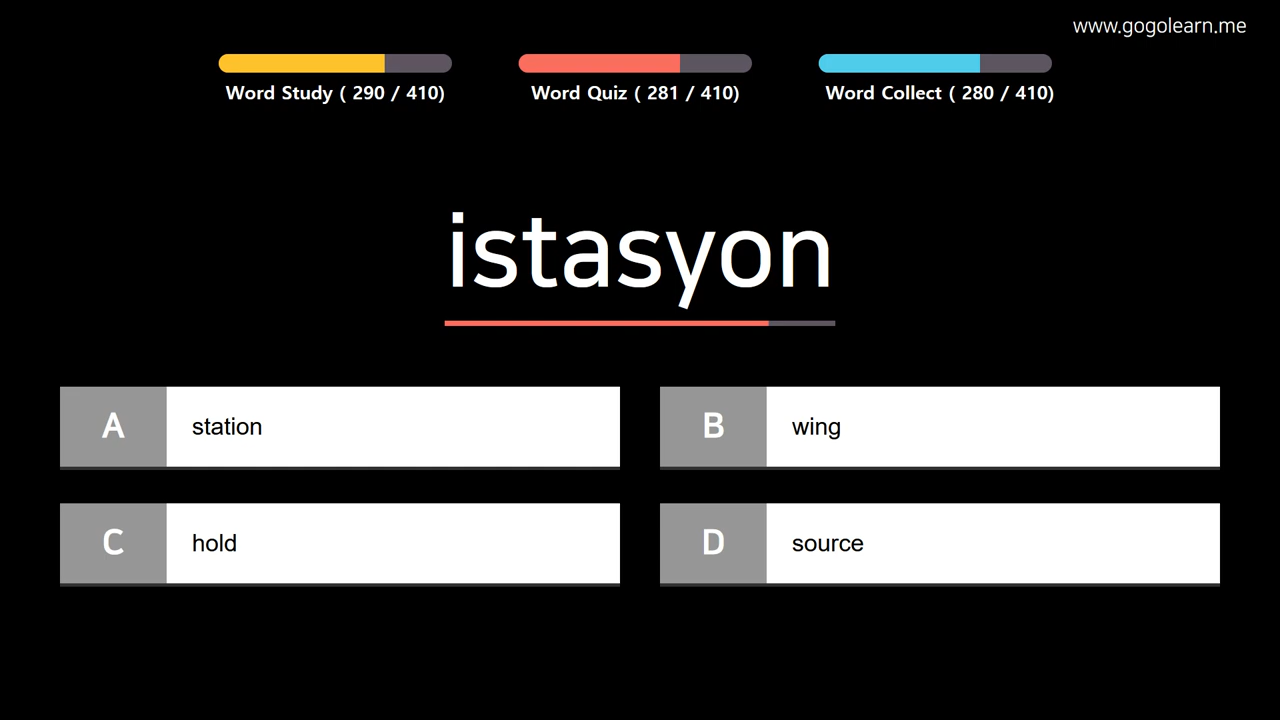 www.gogolearn.me
Word Study ( 290 / 410)
Word Quiz ( 281 / 410)
Word Collect ( 280 / 410)
istasyon
A station
B wing
C hold
D source